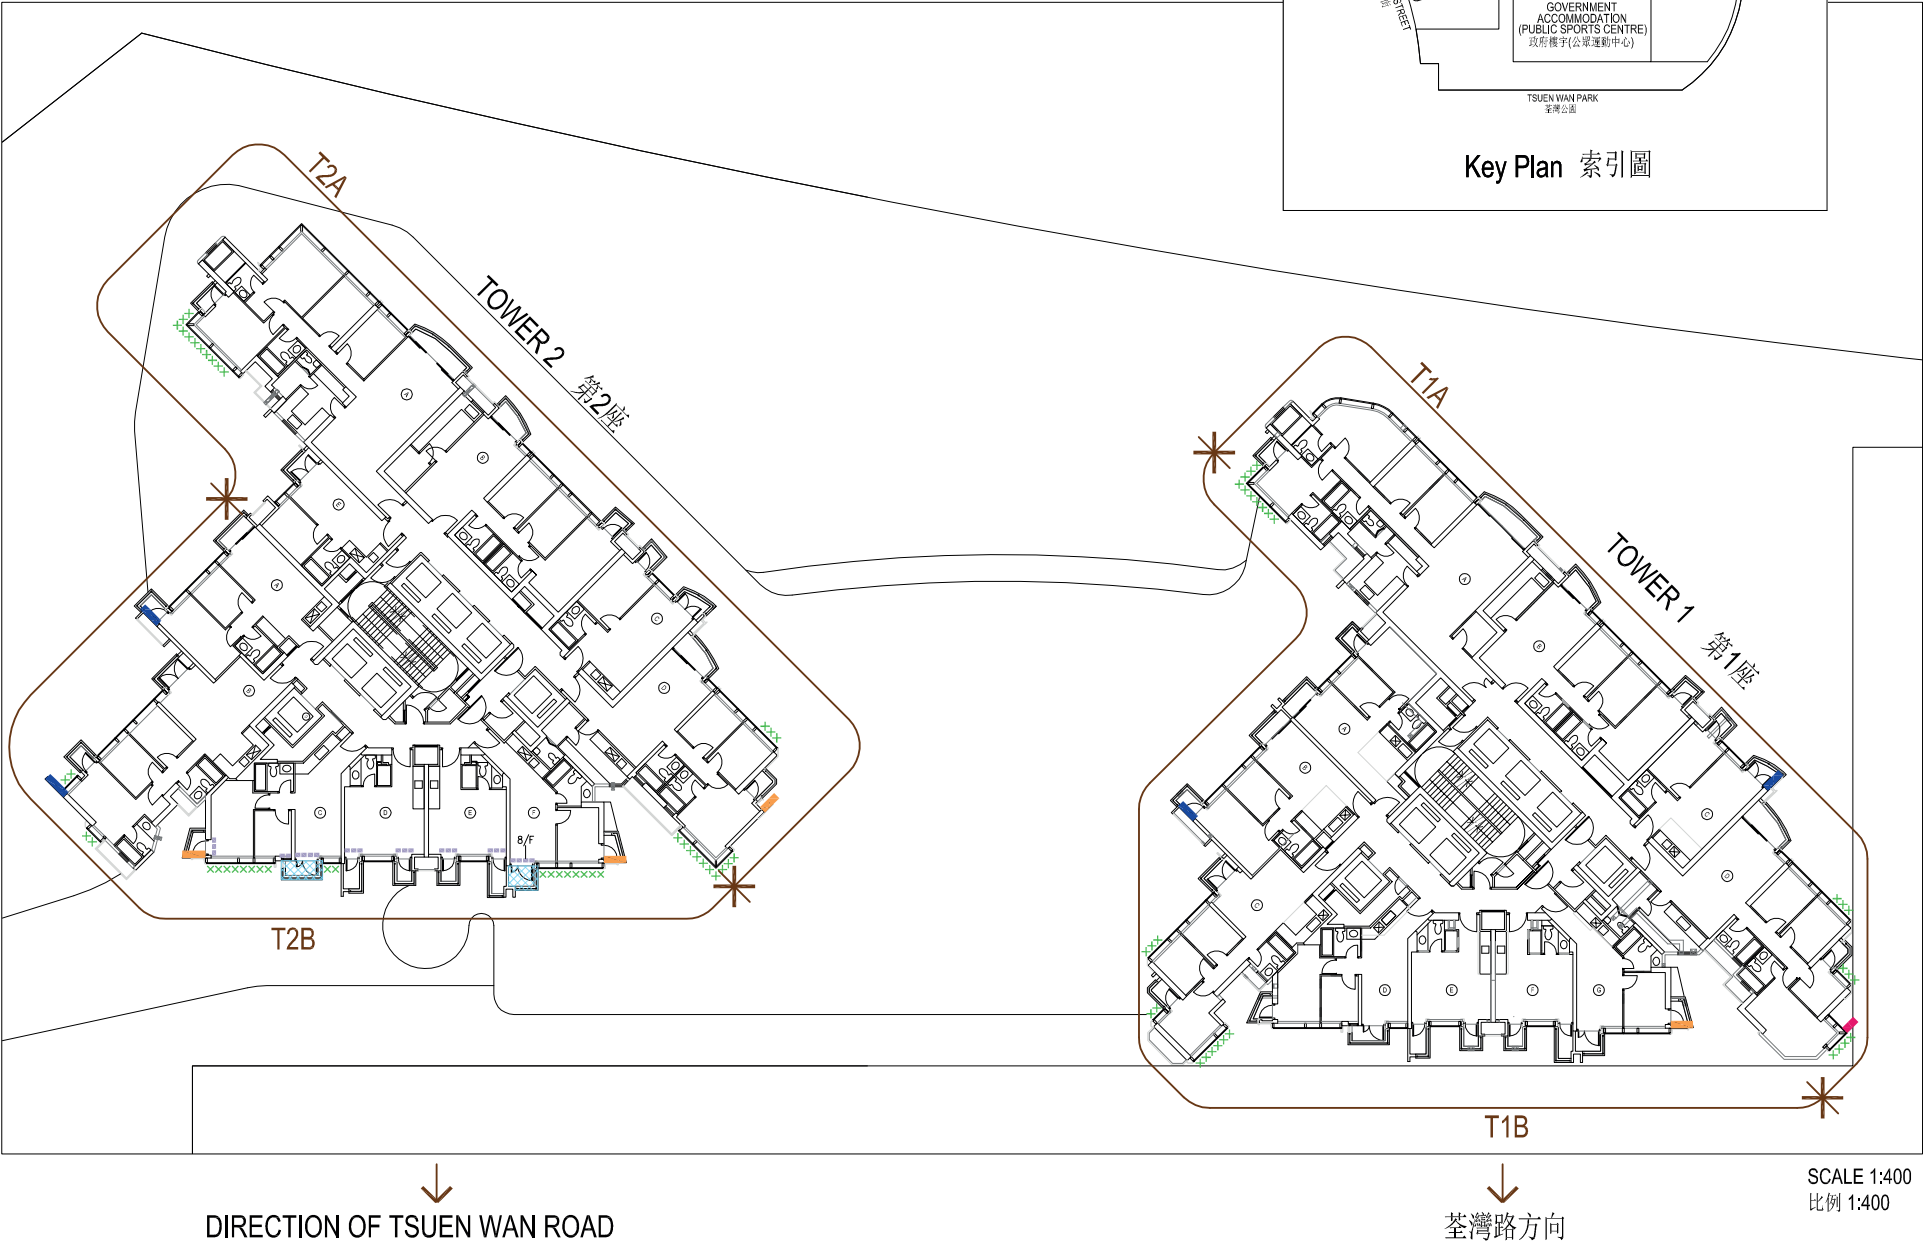 STREET
街
GOVERNMENT
ACCOMMODATION
(PUBLIC SPORTS CENTRE)
政府樓宇(公眾運動中心)
TSUEN WAN PARK
荃灣公園
Key Plan 索引圖
T2A
TOWER 2 第2座
A
B
E
A
C
D
B
C
D
E
F
8/F
T2B
T1A
TOWER 1 第1座
A
B
A
B
C
D
C
D
E
F
G
T1B
SCALE 1:400
比例 1:400
DIRECTION OF TSUEN WAN ROAD
荃灣路方向